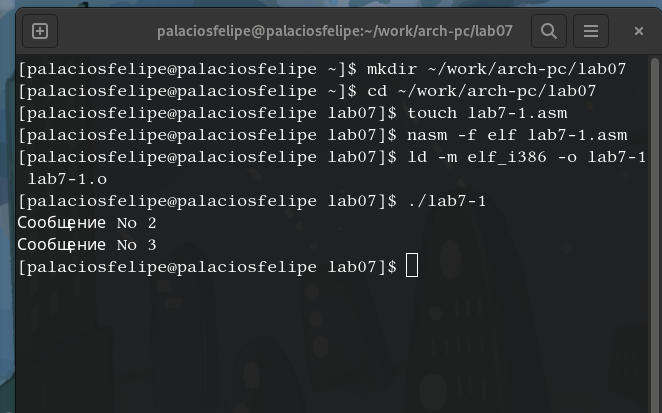 palaciosfelipe@palaciosfelipe:~/work/arch-pc/lab07
[palaciosfelipe@palaciosfelipe ~]$ mkdir ~/work/arch-pc/lab07
[palaciosfelipe@palaciosfelipe ~]$ cd ~/work/arch-pc/lab07
[palaciosfelipe@palaciosfelipe lab07]$ touch lab7-1.asm
[palaciosfelipe@palaciosfelipe lab07]$ nasm -f elf lab7-1.asm
[palaciosfelipe@palaciosfelipe lab07]$ ld -m elf_i386 -o lab7-1
lab7-1.o
[palaciosfelipe@palaciosfelipe lab07]$ ./lab7-1
Сообщение No 2
Сообщение No 3
[palaciosfelipe@palaciosfelipe lab07]$